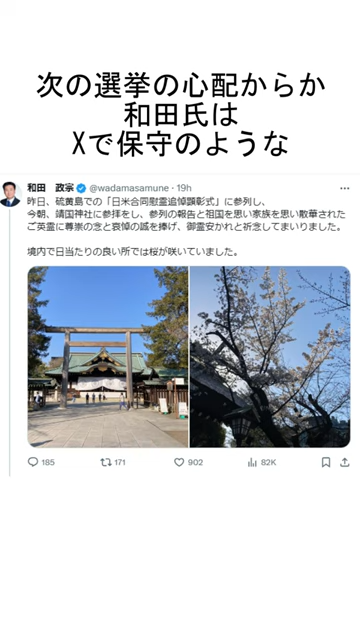 次の選挙の心配からか
和田氏は
Xで保守のような
和田 政宗 @wadamasamune · 19h
昨日、硫黄島での「日米合同慰霊追悼顕彰式」に参列し、
今朝、靖国神社に参拝をし、参列の報告と祖国を思い家族を思い散華された
ご英霊に尊崇の念と哀悼の誠を捧げ、御霊安かれと祈念してまいりました。
境内で日当たりの良い所では桜が咲いていました。
185 171 902 82K